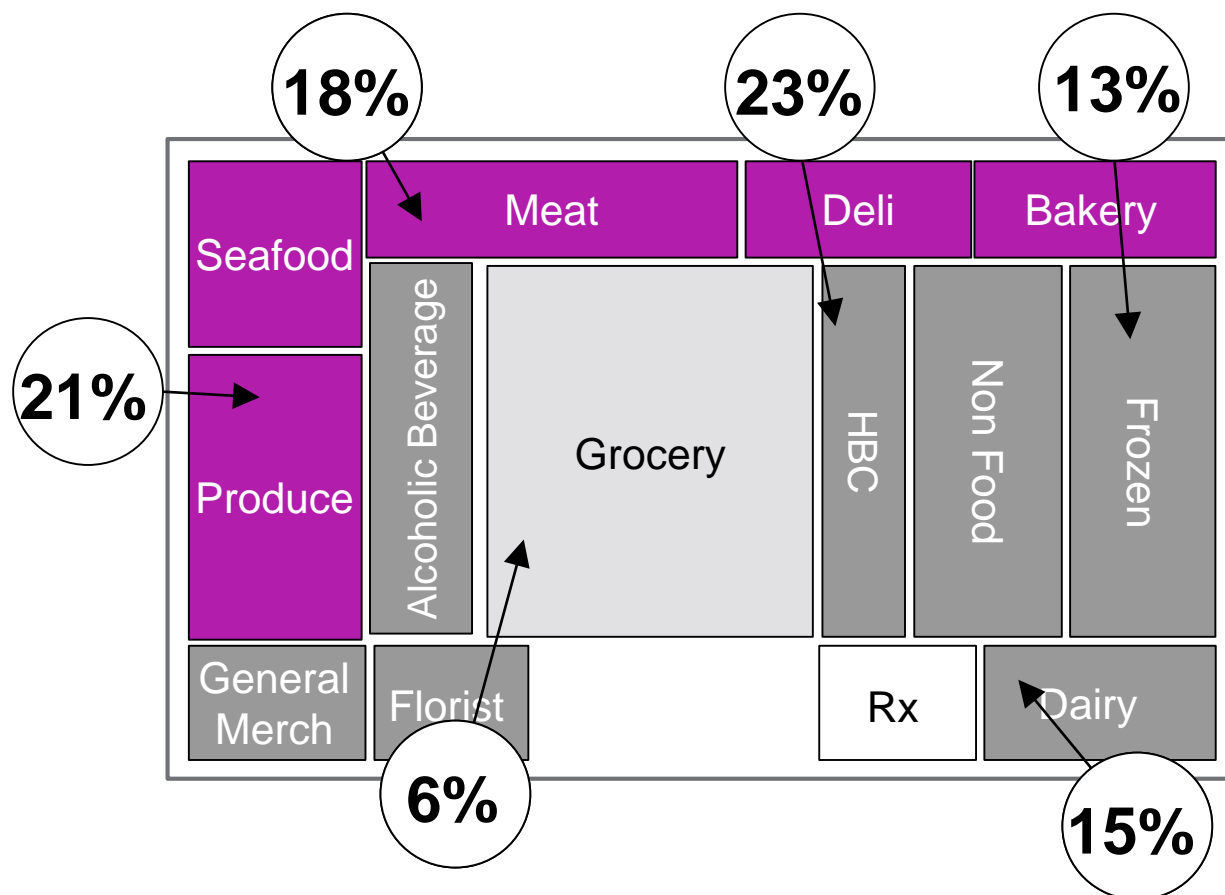 18%
23%
13%
Seafood
Meat
Deli
Bakery
21%
Produce
Alcoholic Beverage
Grocery
HBC
Non Food
Frozen
General
Merch
Florist
Rx
Dairy
6%
15%